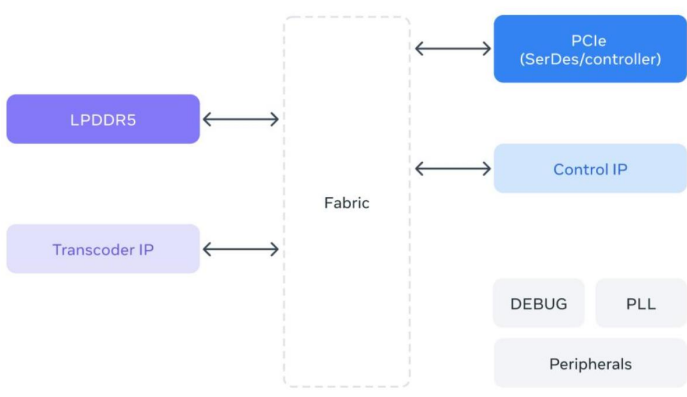 LPDDR5
Transcoder IP
Fabric
PCIe
(SerDes/controller)
Control IP
DEBUG
PLL
Peripherals